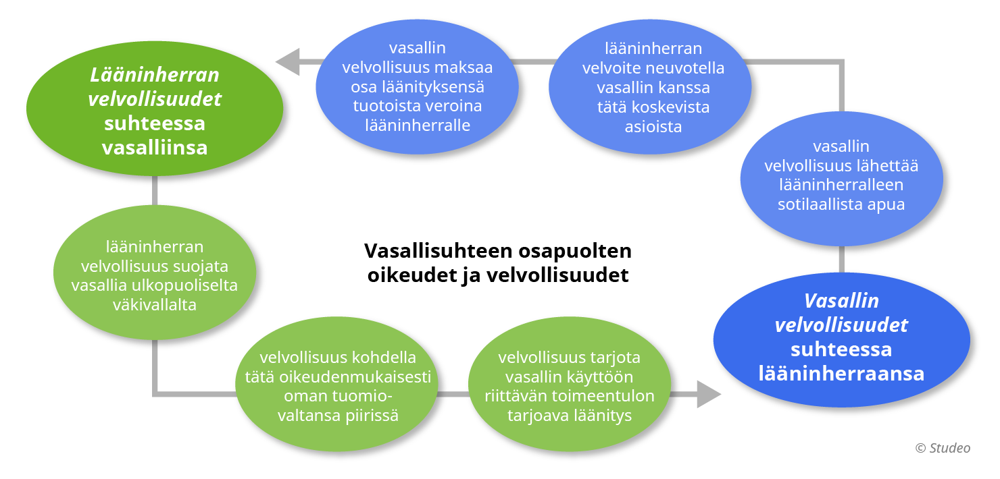 Lääninherran
velvollisuudet
suhteessa
vasalliinsa
vasallin
velvollisuus maksaa
osa läänityksensä
tuotoista veroina
lääninherralle
lääninherran
velvoite neuvotella
vasallin kanssa
tätä koskevista
asioista
vasallin
velvollisuus lähettää
lääninherralleen
sotilaallista apua
lääninherran
velvollisuus suojata
vasallia ulkopuoliselta
väkivallalta
Vasallisuhteen osapuolten
oikeudet ja velvollisuudet
Vasallin
velvollisuudet
suhteessa
lääninherraansa
velvollisuus kohdella
tätä oikeudenmukaisesti
oman tuomio-
valtansa piirissä
velvollisuus tarjota
vasallin käyttöön
riittävän toimeentulon
tarjoava läänitys
© Studeo